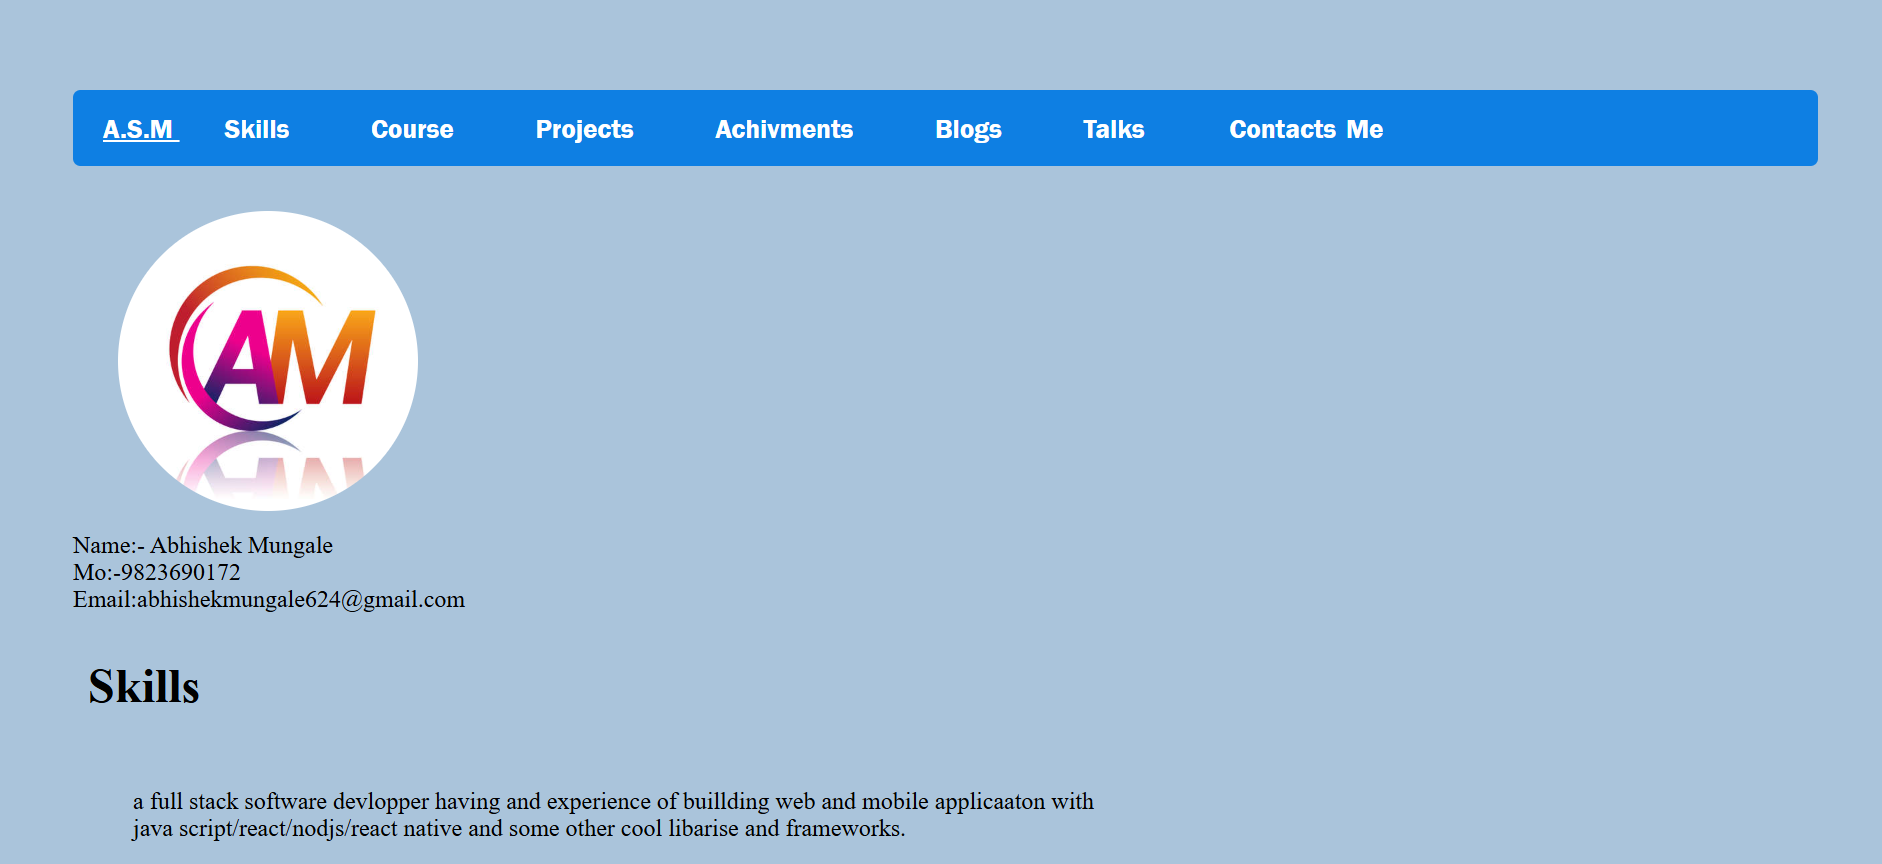 A.S.M Skills Course Projects Achivments Blogs Talks Contacts Me
AM
Name:- Abhishek Mungale
Mo:-9823690172
Email:abhishekmungale624@gmail.com
Skills
a full stack software devlopper having and experience of buillding web and mobile applicaaton with
java script/react/nodjs/react native and some other cool libarise and frameworks.